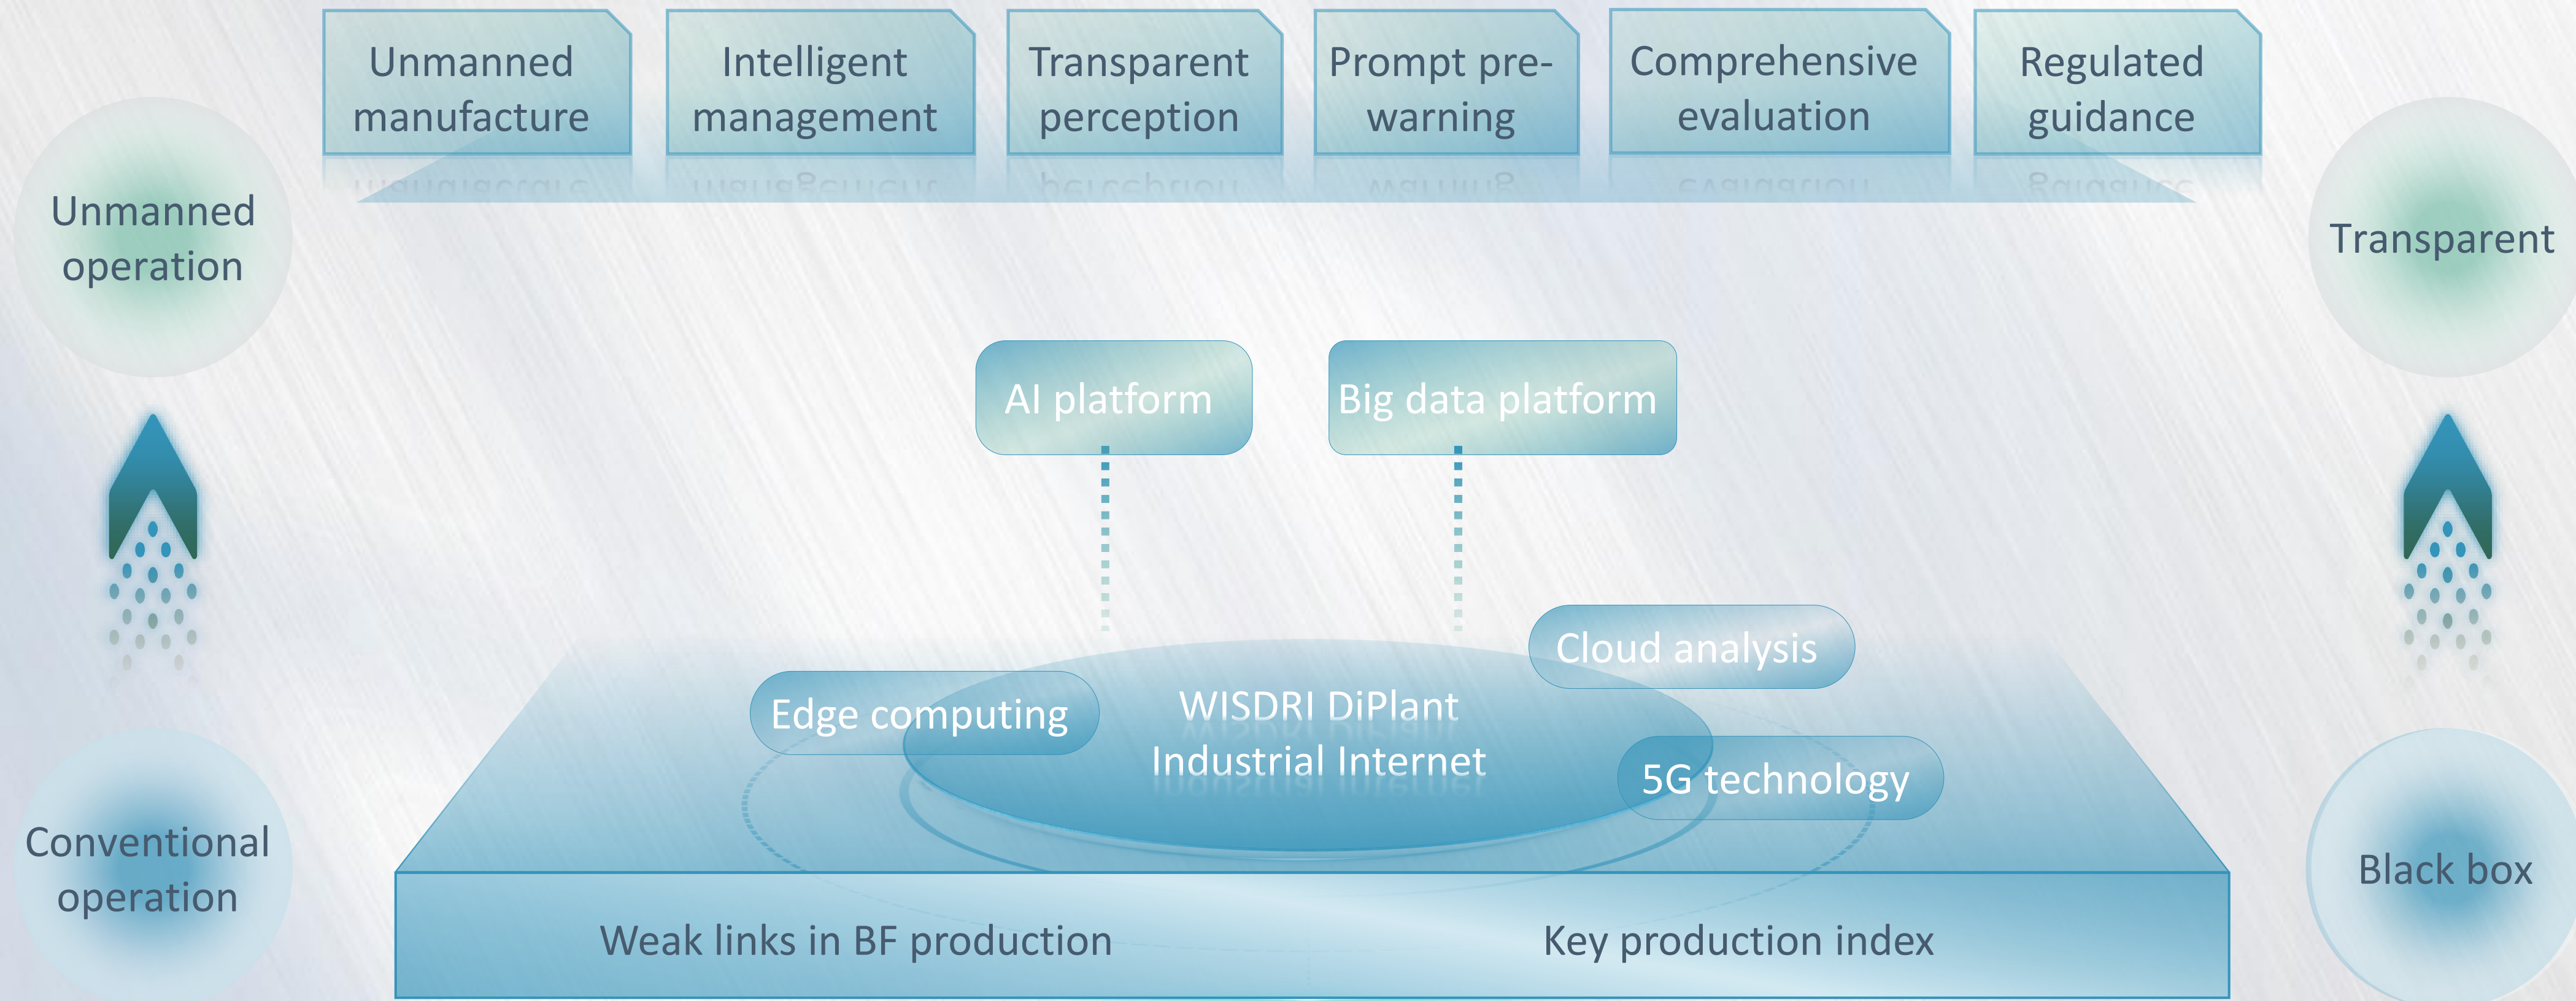 Unmanned
manufacture
Intelligent
management
Transparent
perception
Prompt pre-
warning
Comprehensive
evaluation
Regulated
guidance
Unmanned
operation
Transparent
AI platform
Big data platform
Cloud analysis
Edge computing
WISDRI DiPlant
Industrial Internet
5G technology
Conventional
operation
Black box
Weak links in BF production
Key production index